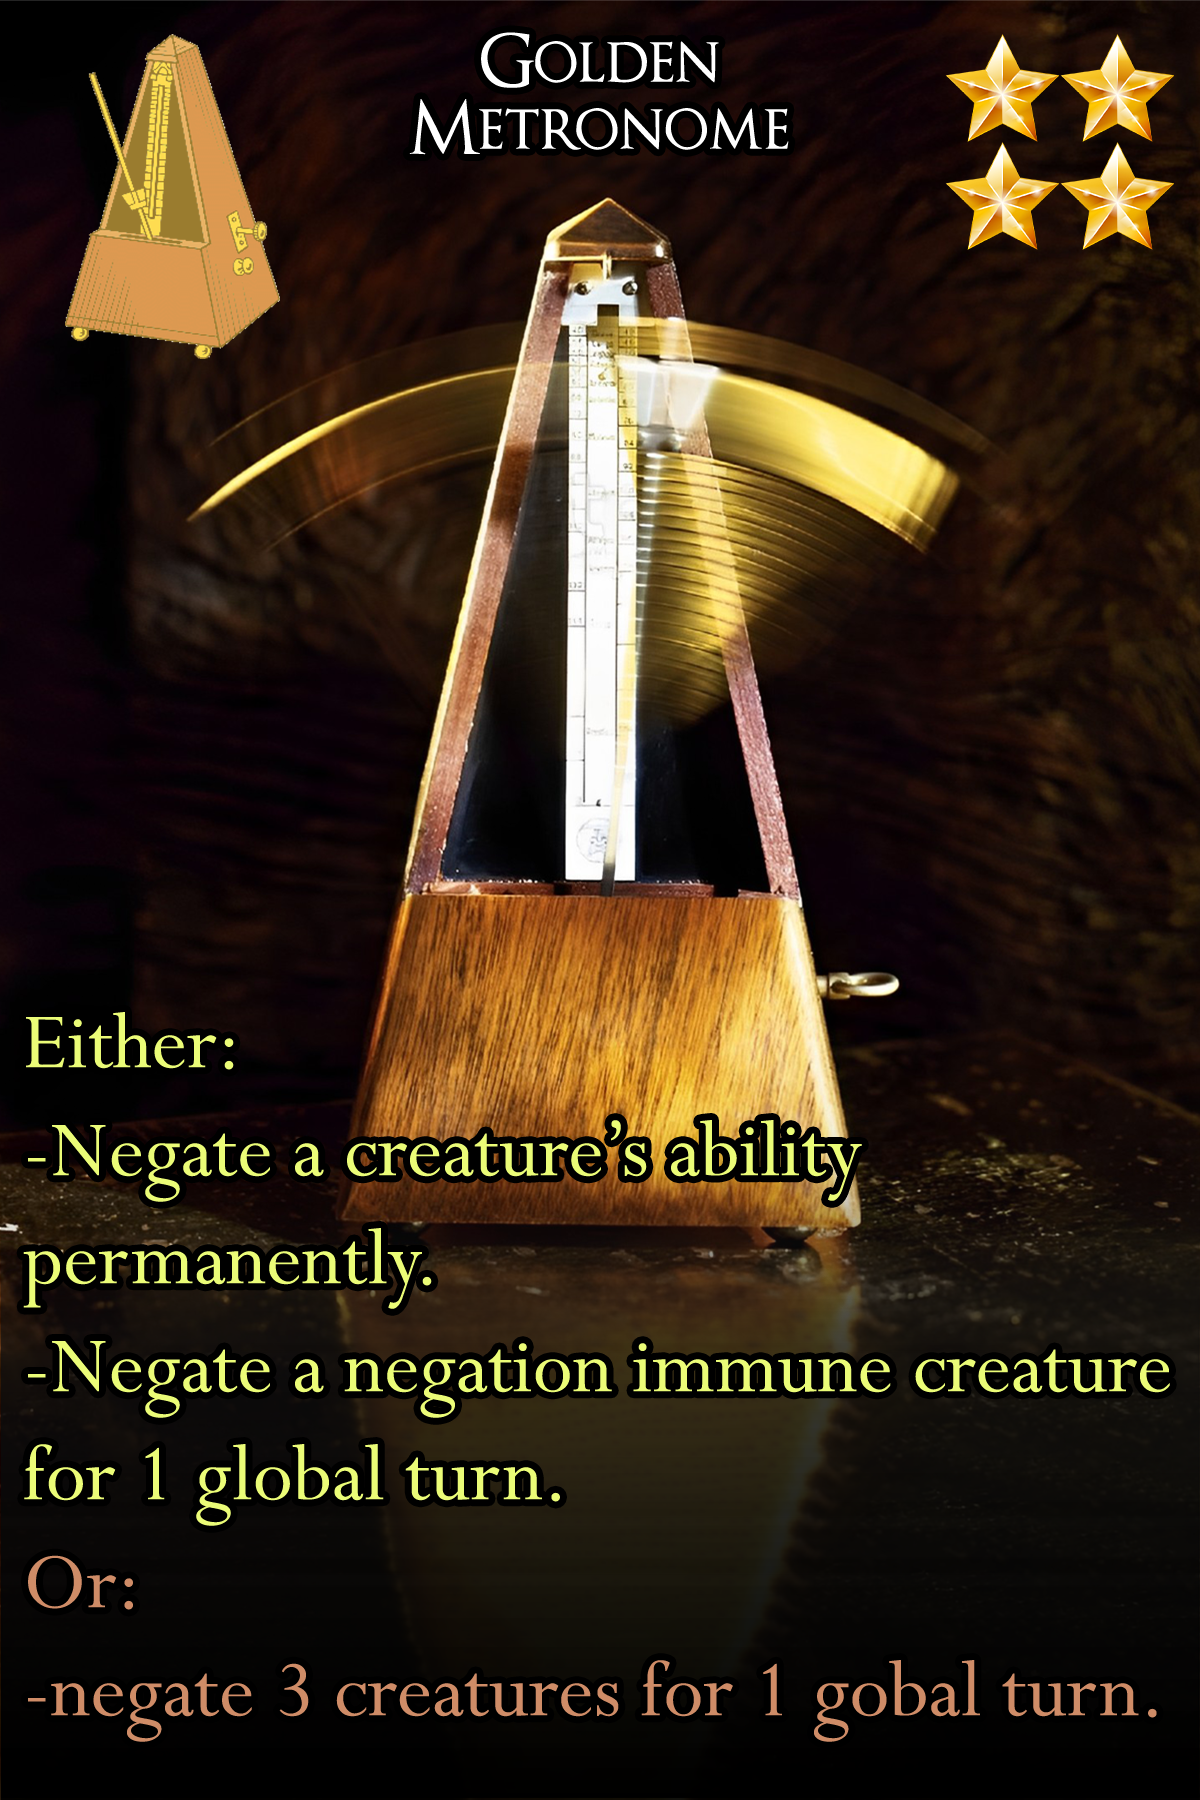 Golden
Metronome
Either:
-Negate a creature's ability
permanently.
-Negate a negation immune creature
for 1 global turn.
Or:
-negate 3 creatures for 1 gobal turn.